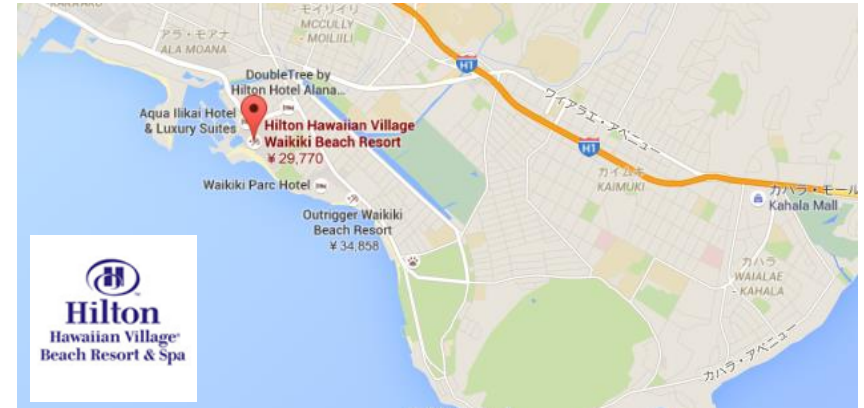 モイリイリ
MCCULLY
- MOILIILI
アラ・モアナ
ALA MOANA
H1
DoubleTree by
Hilton Hotel Alana...
Aqua Ilikai Hotel
& Luxury Suites
Hilton Hawaiian Village
Waikiki Beach Resort
¥ 29,770
ワイアラエ・アベニュー
H1
カイムキ
KAIMUKI
Waikiki Parc Hotel
カハラ・モール
Kahala Mall
Outrigger Waikiki
Beach Resort
¥ 34,858
カハラ
WAIALAE
- KAHALA
カハラ・アベニュー
H
Hilton
Hawaiian Village
Beach Resort & Spa